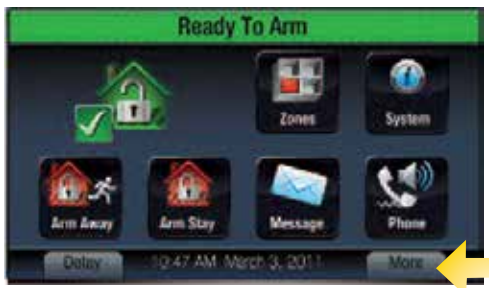 Ready To Arm
Zones
System
Arm Away
Arm Stay
Message
Phone
Delay
10:47 AM March 3, 2011
More